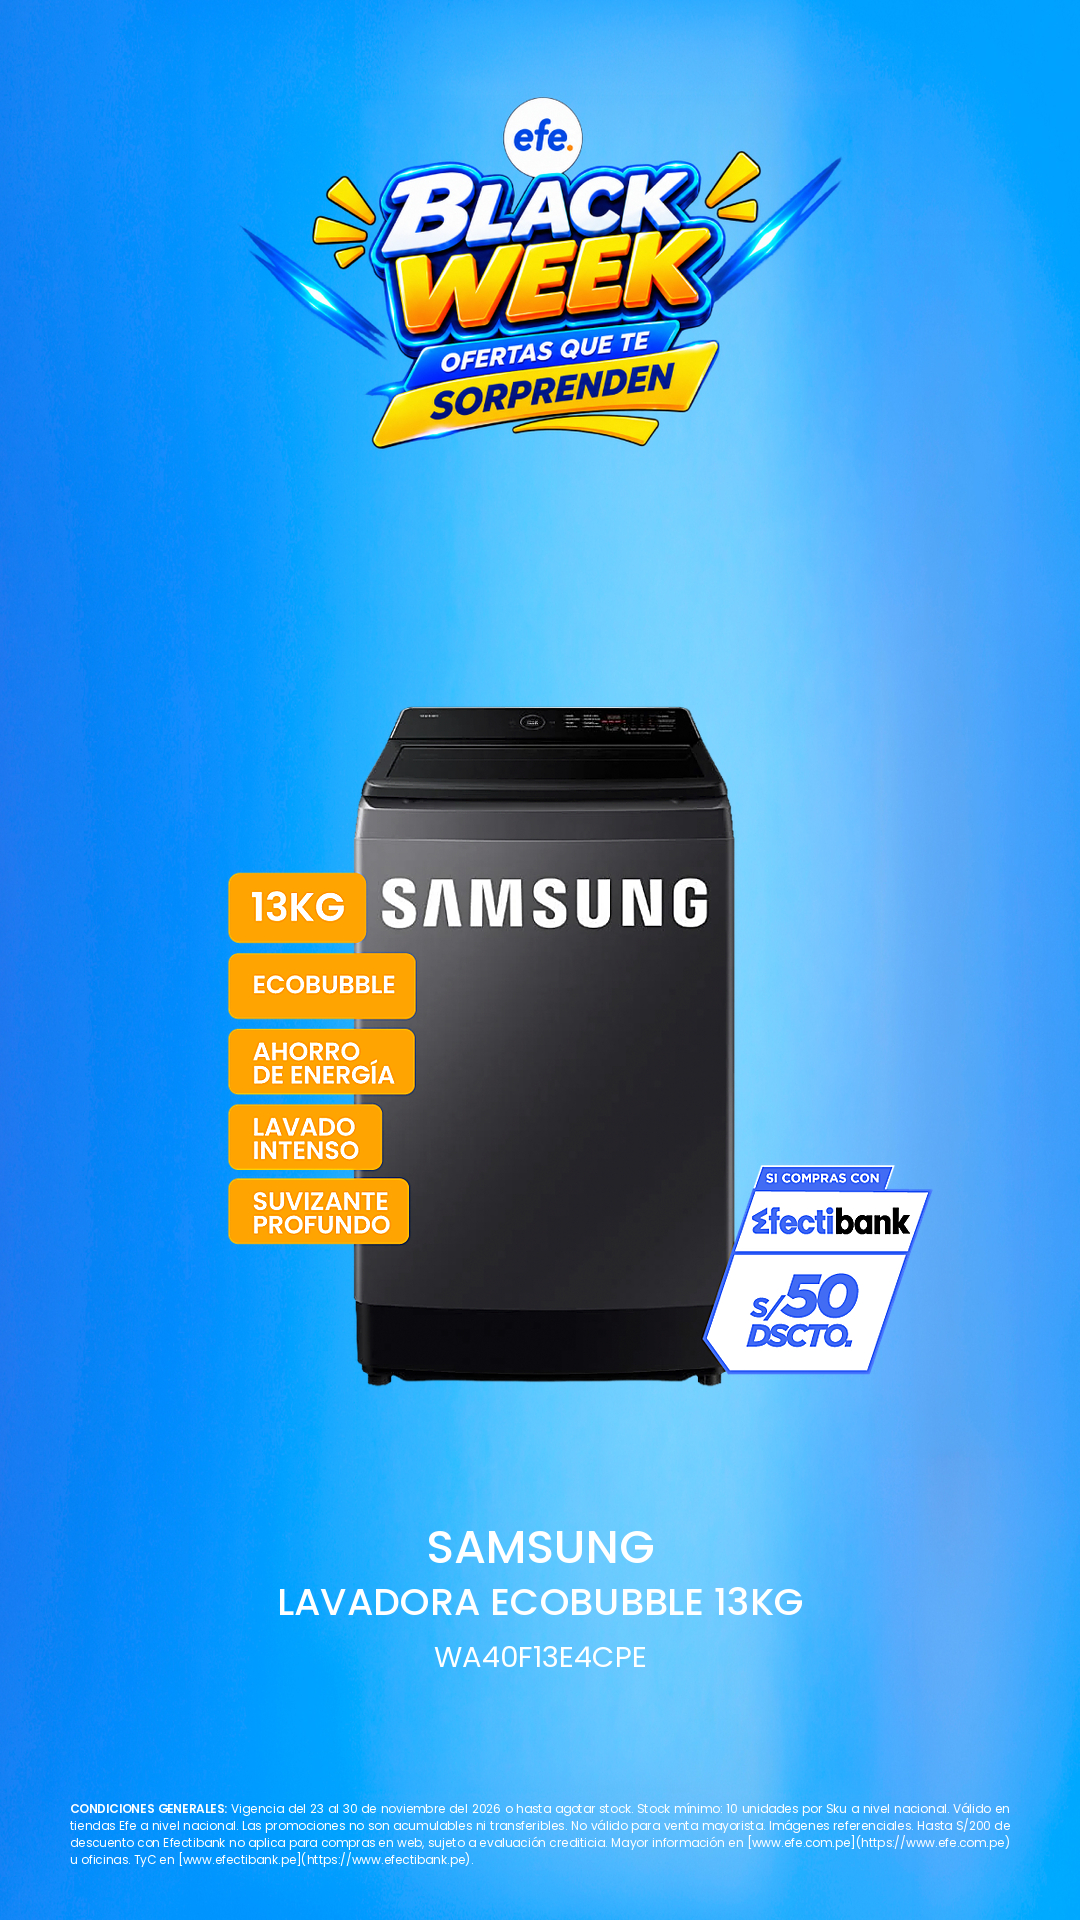 efe.
BLACK
WEEK
OFERTAS QUE TE
SORPRENDEN
13KG
SAMSUNG
ECOBUBBLE
AHORRO
DE ENERGÍA
LAVADO
INTENSO
SUVIZANTE
PROFUNDO
SI COMPRAS CON
Efectibank
S/50
DSCTO.
SAMSUNG
LAVADORA ECOBUBBLE 13KG
WA40F13E4CPE
CONDICIONES GENERALES: Vigencia del 23 al 30 de noviembre del 2026 o hasta agotar stock. Stock mínimo: 10 unidades por Sku a nivel nacional. Válido en
tiendas Efe a nivel nacional. Las promociones no son acumulables ni transferibles. No válido para venta mayorista. Imágenes referenciales. Hasta S/200 de
descuento con Efectibank no aplica para compras en web, sujeto a evaluación crediticia. Mayor información en [www.efe.com.pe](https://www.efe.com.pe)
u oficinas. TyC en [www.efectibank.pe](https://www.efectibank.pe).